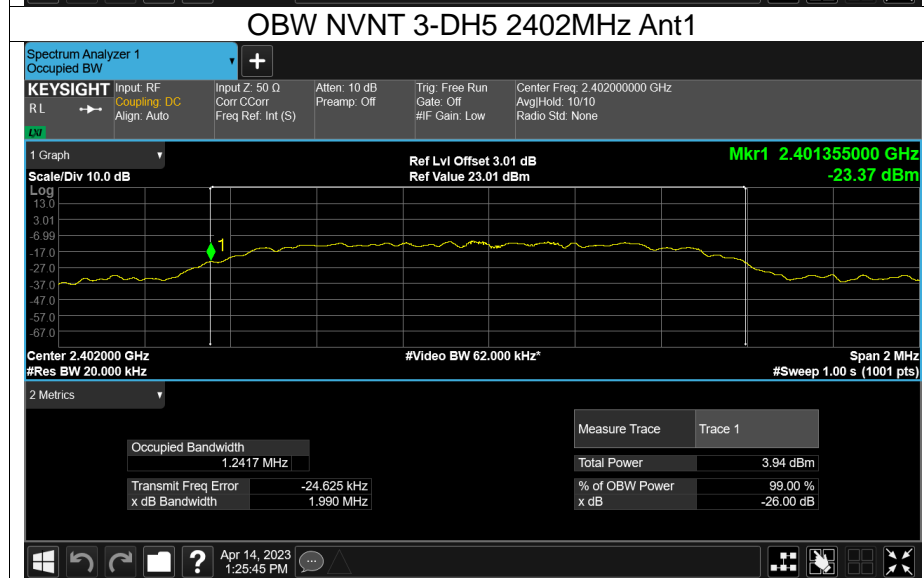 OBW NVNT 3-DH5 2402MHz Ant1
Spectrum Analyzer 1
Occupied BW
+
KEYSIGHT
R L
LXI
Input: RF
Coupling: DC
Align: Auto
Input Z: 50 Ω
Corr CCorr
Freq Ref: Int (S)
Atten: 10 dB
Preamp: Off
Trig: Free Run
Gate: Off
#IF Gain: Low
Center Freq: 2.402000000 GHz
Avg|Hold: 10/10
Radio Std: None
1 Graph
Scale/Div 10.0 dB
Ref Lvl Offset 3.01 dB
Ref Value 23.01 dBm
Mkr1 2.401355000 GHz
-23.37 dBm
Log
13.0
3.01
-6.99
-17.0
-27.0
-37.0
-47.0
-57.0
-67.0
1
Center 2.402000 GHz
#Res BW 20.000 kHz
#Video BW 62.000 kHz*
Span 2 MHz
#Sweep 1.00 s (1001 pts)
2 Metrics
Measure Trace Trace 1
Occupied Bandwidth
1.2417 MHz
Total Power 3.94 dBm
Transmit Freq Error -24.625 kHz
% of OBW Power 99.00 %
x dB Bandwidth 1.990 MHz
x dB -26.00 dB
?
Apr 14, 2023
1:25:45 PM